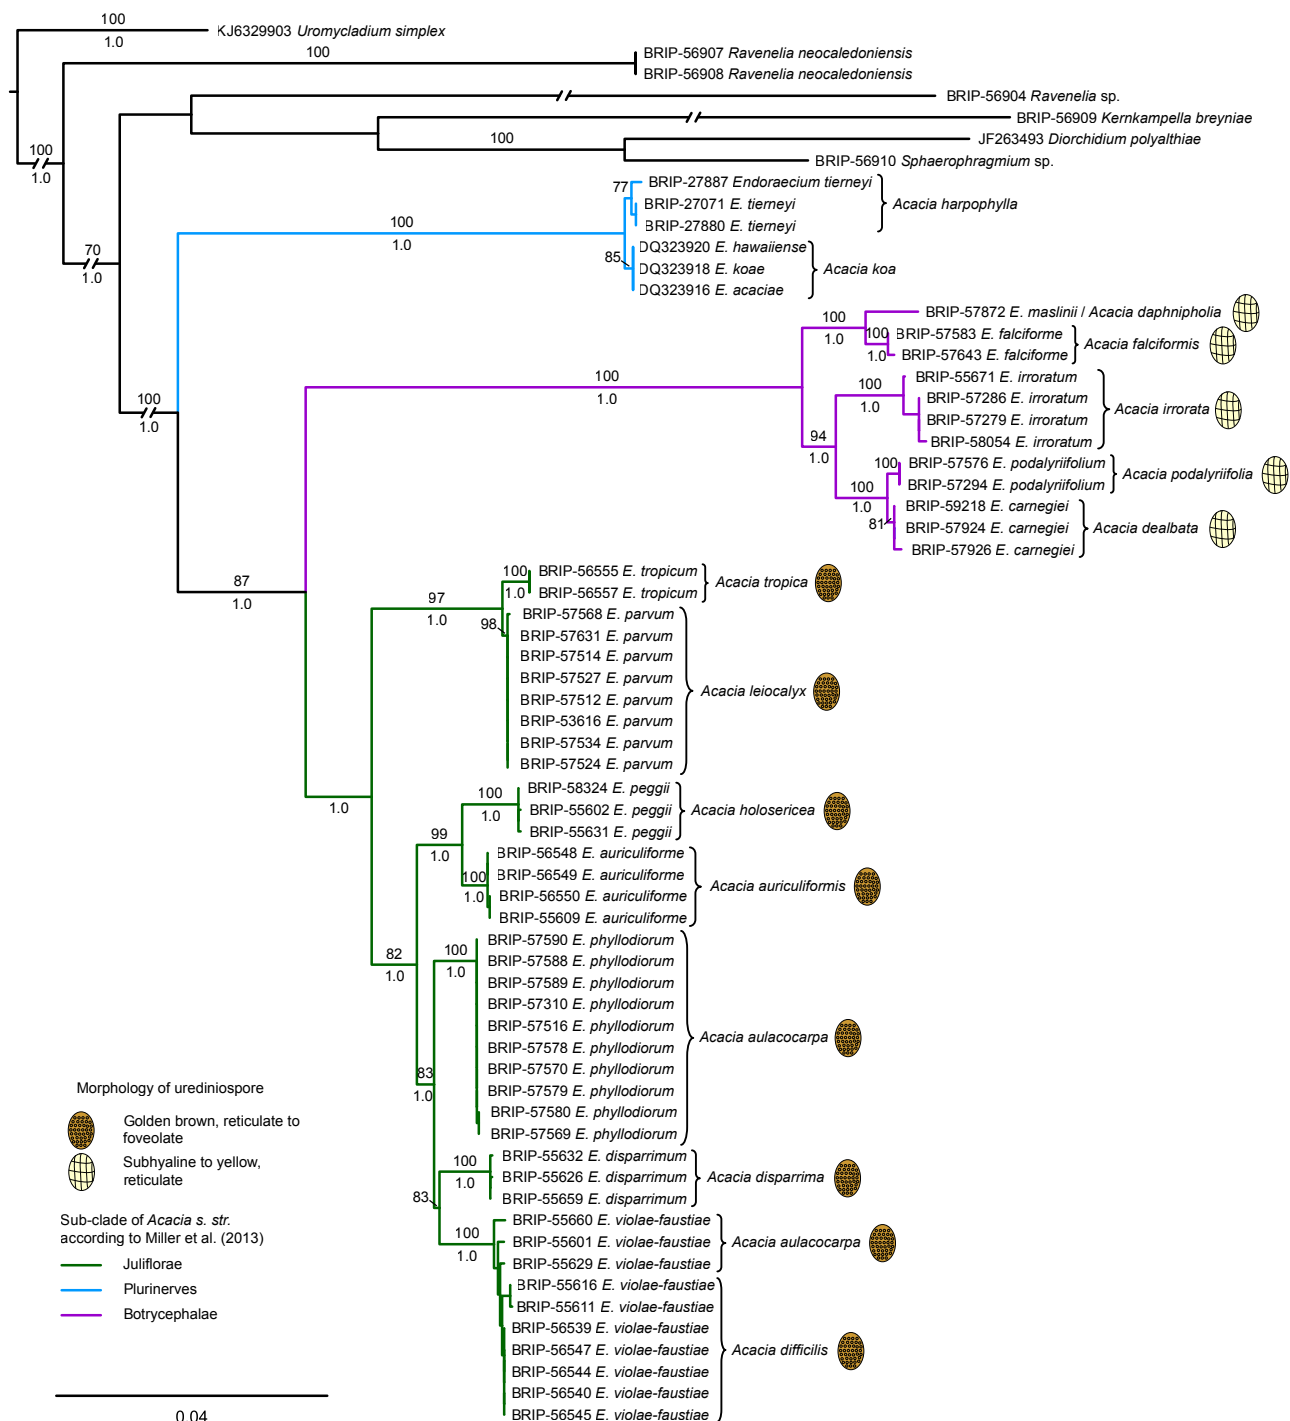 100
KJ6329903 Uromycladium simplex
1.0
100
BRIP-56907 Ravenelia neocaledoniensis
BRIP-56908 Ravenelia neocaledoniensis
BRIP-56904 Ravenelia sp.
BRIP-56909 Kernkampella breyniae
100
JF263493 Diorchidium polyalthiae
100
1.0
BRIP-56910 Sphaerophragmium sp.
77
BRIP-27887 Endoraecium tierneyi
BRIP-27071 E. tierneyi
Acacia harpophylla
BRIP-27880 E. tierneyi
100
1.0
70
1.0
DQ323920 E. hawaiiense
85
DQ323918 E. koae
Acacia koa
DQ323916 E. acaciae
100
1.0
BRIP-57872 E. maslinii / Acacia daphnipholia
100
1.0
BRIP-57583 E. falciforme
Acacia falciformis
BRIP-57643 E. falciforme
100
1.0
100
1.0
BRIP-55671 E. irroratum
BRIP-57286 E. irroratum
Acacia irrorata
BRIP-57279 E. irroratum
BRIP-58054 E. irroratum
100
1.0
94
1.0
100
BRIP-57576 E. podalyriifolium
Acacia podalyriifolia
BRIP-57294 E. podalyriifolium
100
1.0
BRIP-59218 E. carnegiei
81
BRIP-57924 E. carnegiei
Acacia dealbata
BRIP-57926 E. carnegiei
87
1.0
100
1.0
BRIP-56555 E. tropicum
Acacia tropica
BRIP-56557 E. tropicum
97
1.0
98
BRIP-57568 E. parvum
BRIP-57631 E. parvum
BRIP-57514 E. parvum
BRIP-57527 E. parvum
Acacia leiocalyx
BRIP-57512 E. parvum
BRIP-53616 E. parvum
BRIP-57534 E. parvum
BRIP-57524 E. parvum
1.0
100
1.0
BRIP-58324 E. peggii
BRIP-55602 E. peggii
Acacia holosericea
BRIP-55631 E. peggii
99
1.0
100
1.0
BRIP-56548 E. auriculiforme
BRIP-56549 E. auriculiforme
Acacia auriculiformis
BRIP-56550 E. auriculiforme
BRIP-55609 E. auriculiforme
82
1.0
100
1.0
BRIP-57590 E. phyllodiorum
BRIP-57588 E. phyllodiorum
BRIP-57589 E. phyllodiorum
BRIP-57310 E. phyllodiorum
BRIP-57516 E. phyllodiorum
Acacia aulacocarpa
BRIP-57578 E. phyllodiorum
BRIP-57570 E. phyllodiorum
BRIP-57579 E. phyllodiorum
BRIP-57580 E. phyllodiorum
BRIP-57569 E. phyllodiorum
83
1.0
100
1.0
BRIP-55632 E. disparrimum
BRIP-55626 E. disparrimum
Acacia disparrima
BRIP-55659 E. disparrimum
83
100
1.0
BRIP-55660 E. violae-faustiae
BRIP-55601 E. violae-faustiae
Acacia aulacocarpa
BRIP-55629 E. violae-faustiae
BRIP-55616 E. violae-faustiae
BRIP-55611 E. violae-faustiae
BRIP-56539 E. violae-faustiae
BRIP-56547 E. violae-faustiae
Acacia difficilis
BRIP-56544 E. violae-faustiae
BRIP-56540 E. violae-faustiae
BRIP-56545 E. violae-faustiae
Morphology of urediniospore
Golden brown, reticulate to
foveolate
Subhyaline to yellow,
reticulate
Sub-clade of Acacia s. str.
according to Miller et al. (2013)
Juliflorae
Plurinerves
Botrycephalae
0.04